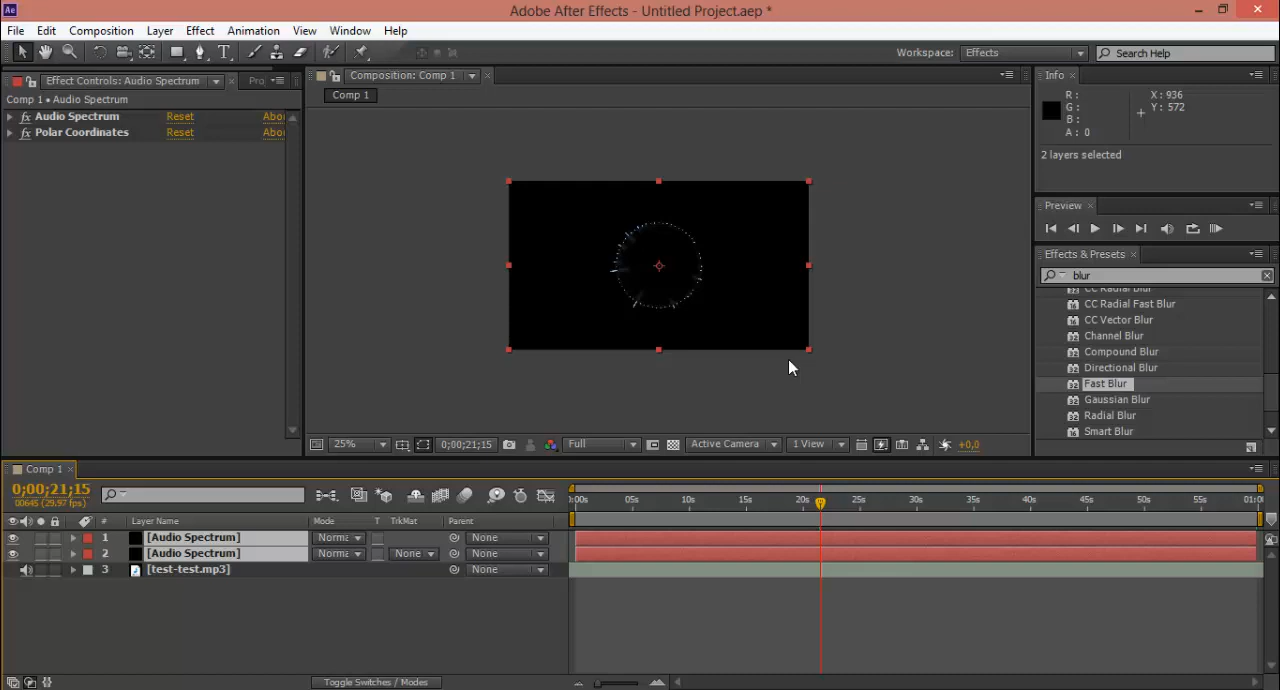 Ae Adobe After Effects - Untitled Project.aep *
File Edit Composition Layer Effect Animation View Window Help
Workspace: Effects Search Help
Effect Controls: Audio Spectrum Pro
Comp 1 • Audio Spectrum
fx Audio Spectrum Reset Abo
fx Polar Coordinates Reset Abo
Composition: Comp 1
Comp 1
25% 0;00;21;15 Full Active Camera 1 View +0,0
Info
R :
G :
B :
A : 0
X : 936
Y : 572
2 layers selected
Preview
Effects & Presets
blur
CC Radial Blur
CC Radial Fast Blur
CC Vector Blur
Channel Blur
Compound Blur
Directional Blur
Fast Blur
Gaussian Blur
Radial Blur
Smart Blur
Comp 1
0;00;21;15
00645 (29.97 fps)
# Layer Name Mode T TrkMat Parent
1 [Audio Spectrum] Norma None
2 [Audio Spectrum] Norma None None
3 [test-test.mp3] None
Toggle Switches / Modes
):00s 05s 10s 15s 20s 25s 30s 35s 40s 45s 50s 55s 01:0